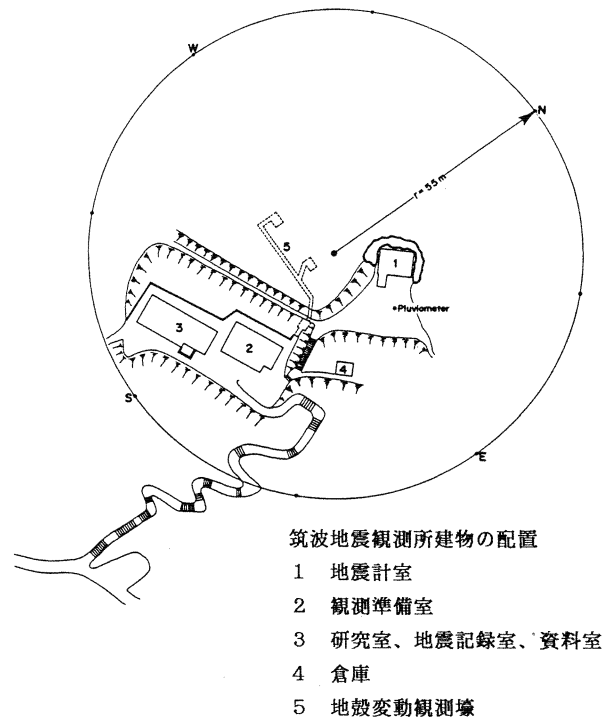 W
N
r=55m
5
1
Pluviometer
3
2
4
S
E
筑波地震観測所建物の配置
1 地震計室
2 観測準備室
3 研究室、地震記録室、資料室
4 倉庫
5 地殻変動観測壕